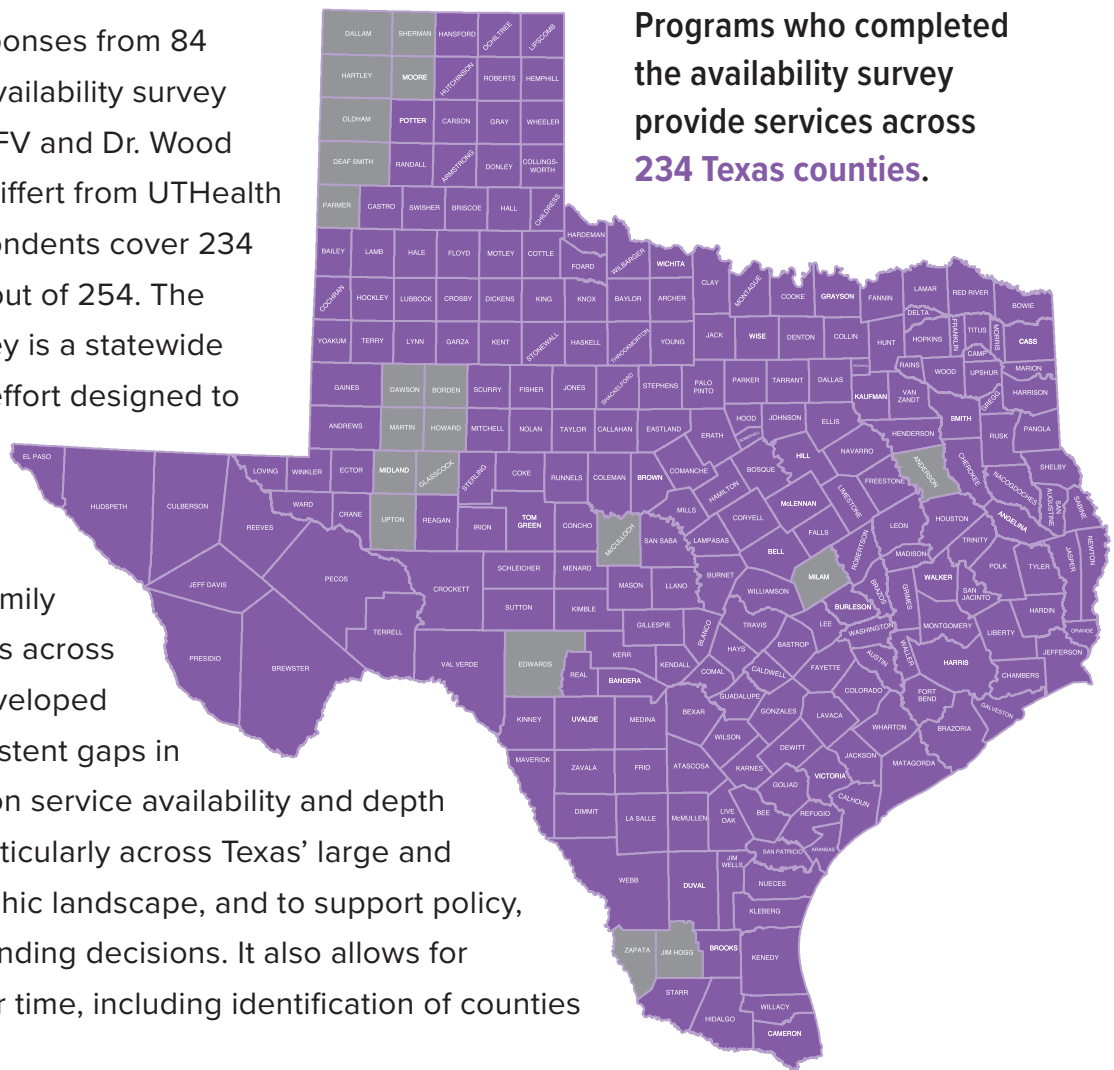 ponses from 84
vailability survey
FV and Dr. Wood
iffert from UTHealth
ondents cover 234
out of 254. The
ey is a statewide
effort designed to
mily
s across
veloped
stent gaps in
on service availability and depth
rticularly across Texas' large and
hic landscape, and to support policy,
nding decisions. It also allows for
r time, including identification of counties
Programs who completed
the availability survey
provide services across
234 Texas counties.
DALLAM
SHERMAN
HANSFORD
OCHILTREE
LIPSCOMB
HARTLEY
MOORE
HUTCHINSON
ROBERTS
HEMPHILL
OLDHAM
POTTER
CARSON
GRAY
WHEELER
DEAF SMITH
RANDALL
ARMSTRONG
DONLEY
COLLINGS-
WORTH
PARMER
CASTRO
SWISHER
BRISCOE
HALL
CHILDRESS
BAILEY
LAMB
HALE
FLOYD
MOTLEY
COTTLE
HARDEMAN
FOARD
WILBARGER
WICHITA
COCHRAN
HOCKLEY
LUBBOCK
CROSBY
DICKENS
KING
KNOX
BAYLOR
ARCHER
CLAY
MONTAGUE
COOKE
GRAYSON
FANNIN
LAMAR
RED RIVER
BOWIE
DELTA
YOAKUM
TERRY
LYNN
GARZA
KENT
STONEWALL
HASKELL
THROCKMORTON
YOUNG
JACK
WISE
DENTON
COLLIN
HUNT
HOPKINS
FRANKLIN
TITUS
MORRIS
CASS
CAMP
GAINES
DAWSON
BORDEN
SCURRY
FISHER
JONES
SHACKELFORD
STEPHENS
PALO
PINTO
PARKER
TARRANT
DALLAS
ROCKWALL
KAUFMAN
RAINS
WOOD
UPSHUR
MARION
VAN
ZANDT
GREGG
HARRISON
ANDREWS
MARTIN
HOWARD
MITCHELL
NOLAN
TAYLOR
CALLAHAN
EASTLAND
ERATH
HOOD
SOMERVELL
JOHNSON
ELLIS
HENDERSON
SMITH
RUSK
PANOLA
EL PASO
HUDSPETH
CULBERSON
LOVING
WINKLER
ECTOR
MIDLAND
GLASSCOCK
STERLING
COKE
RUNNELS
COLEMAN
BROWN
COMANCHE
HAMILTON
BOSQUE
HILL
NAVARRO
FREESTONE
ANDERSON
CHEROKEE
NACOGDOCHES
SHELBY
SAN
AUGUSTINE
SABINE
REEVES
WARD
CRANE
UPTON
REAGAN
IRION
TOM
GREEN
CONCHO
McCULLOCH
SAN SABA
MILLS
LAMPASAS
CORYELL
McLENNAN
LIMESTONE
FALLS
LEON
HOUSTON
ANGELINA
TRINITY
JEFF DAVIS
PECOS
CROCKETT
SCHLEICHER
MENARD
MASON
LLANO
BURNET
BELL
MILAM
ROBERTSON
MADISON
WALKER
POLK
TYLER
JASPER
NEWTON
PRESIDIO
BREWSTER
TERRELL
VAL VERDE
SUTTON
KIMBLE
GILLESPIE
BLANCO
WILLIAMSON
TRAVIS
BURLESON
BRAZOS
GRIMES
SAN
JACINTO
HARDIN
EDWARDS
REAL
KERR
KENDALL
BANDERA
HAYS
COMAL
BASTROP
CALDWELL
LEE
WASHINGTON
FAYETTE
AUSTIN
WALLER
MONTGOMERY
LIBERTY
ORANGE
JEFFERSON
HARRIS
CHAMBERS
KINNEY
UVALDE
MEDINA
BEXAR
GUADALUPE
GONZALES
COLORADO
LAVACA
FORT
BEND
WHARTON
BRAZORIA
GALVESTON
MAVERICK
ZAVALA
FRIO
ATASCOSA
WILSON
KARNES
DEWITT
JACKSON
MATAGORDA
VICTORIA
GOLIAD
CALHOUN
DIMMIT
LA SALLE
McMULLEN
LIVE
OAK
BEE
REFUGIO
ARANSAS
SAN PATRICIO
WEBB
DUVAL
JIM
WELLS
NUECES
KLEBERG
ZAPATA
JIM HOGG
BROOKS
KENEDY
STARR
HIDALGO
WILLACY
CAMERON